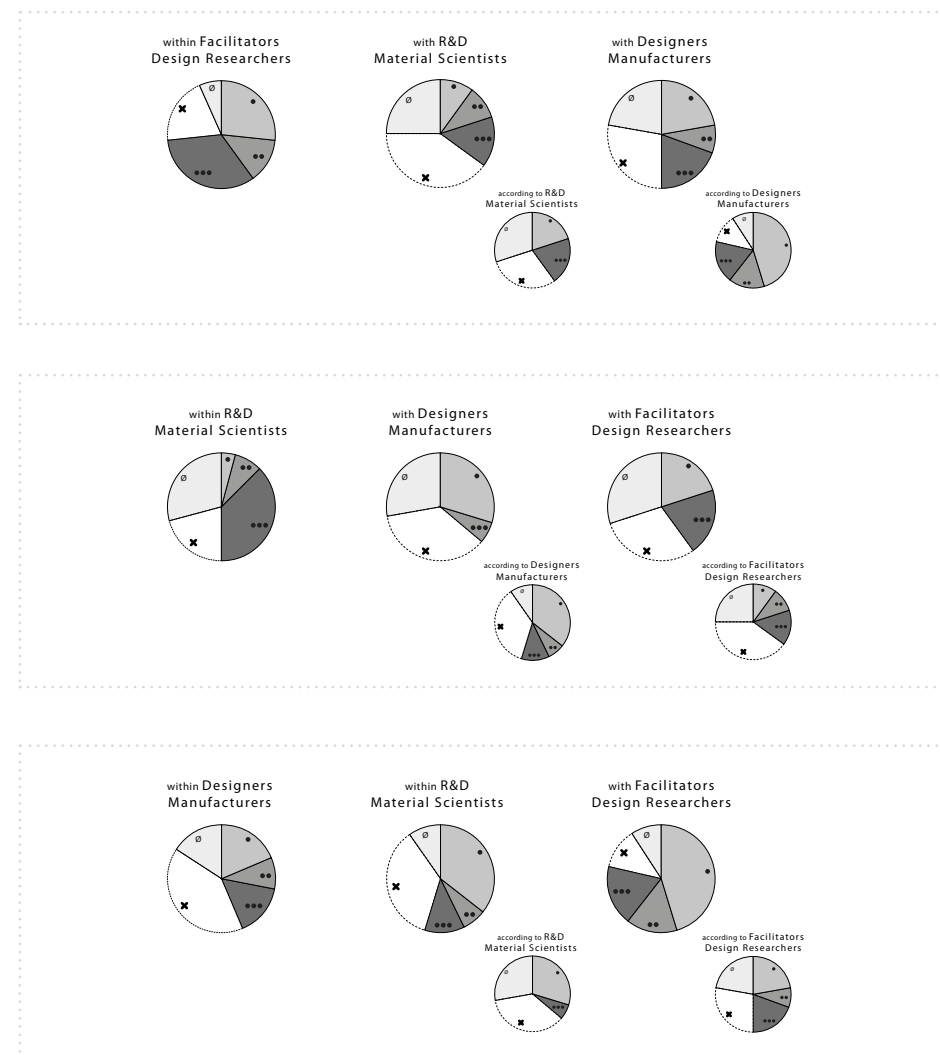 within Facilitators
Design Researchers
with R&D
Material Scientists
with Designers
Manufacturers
Ø
✖
●
●●
●●●
Ø
●
●●
●●●
✖
Ø
●
●●
●●●
✖
according to R&D
Material Scientists
Ø
●
●●●
✖
according to Designers
Manufacturers
Ø
✖
●
●●●
●●
within R&D
Material Scientists
with Designers
Manufacturers
with Facilitators
Design Researchers
Ø
●
●●
●●●
✖
Ø
●
●●●
✖
Ø
●
●●●
✖
according to Designers
Manufacturers
Ø
●
✖
●●
●●●
according to Facilitators
Design Researchers
Ø
●
●●
●●●
✖
within Designers
Manufacturers
within R&D
Material Scientists
with Facilitators
Design Researchers
Ø
●
●●
●●●
✖
Ø
●
✖
●●
●●●
Ø
✖
●
●●●
●●
according to R&D
Material Scientists
Ø
●
●●●
✖
according to Facilitators
Design Researchers
Ø
●
●●
●●●
✖